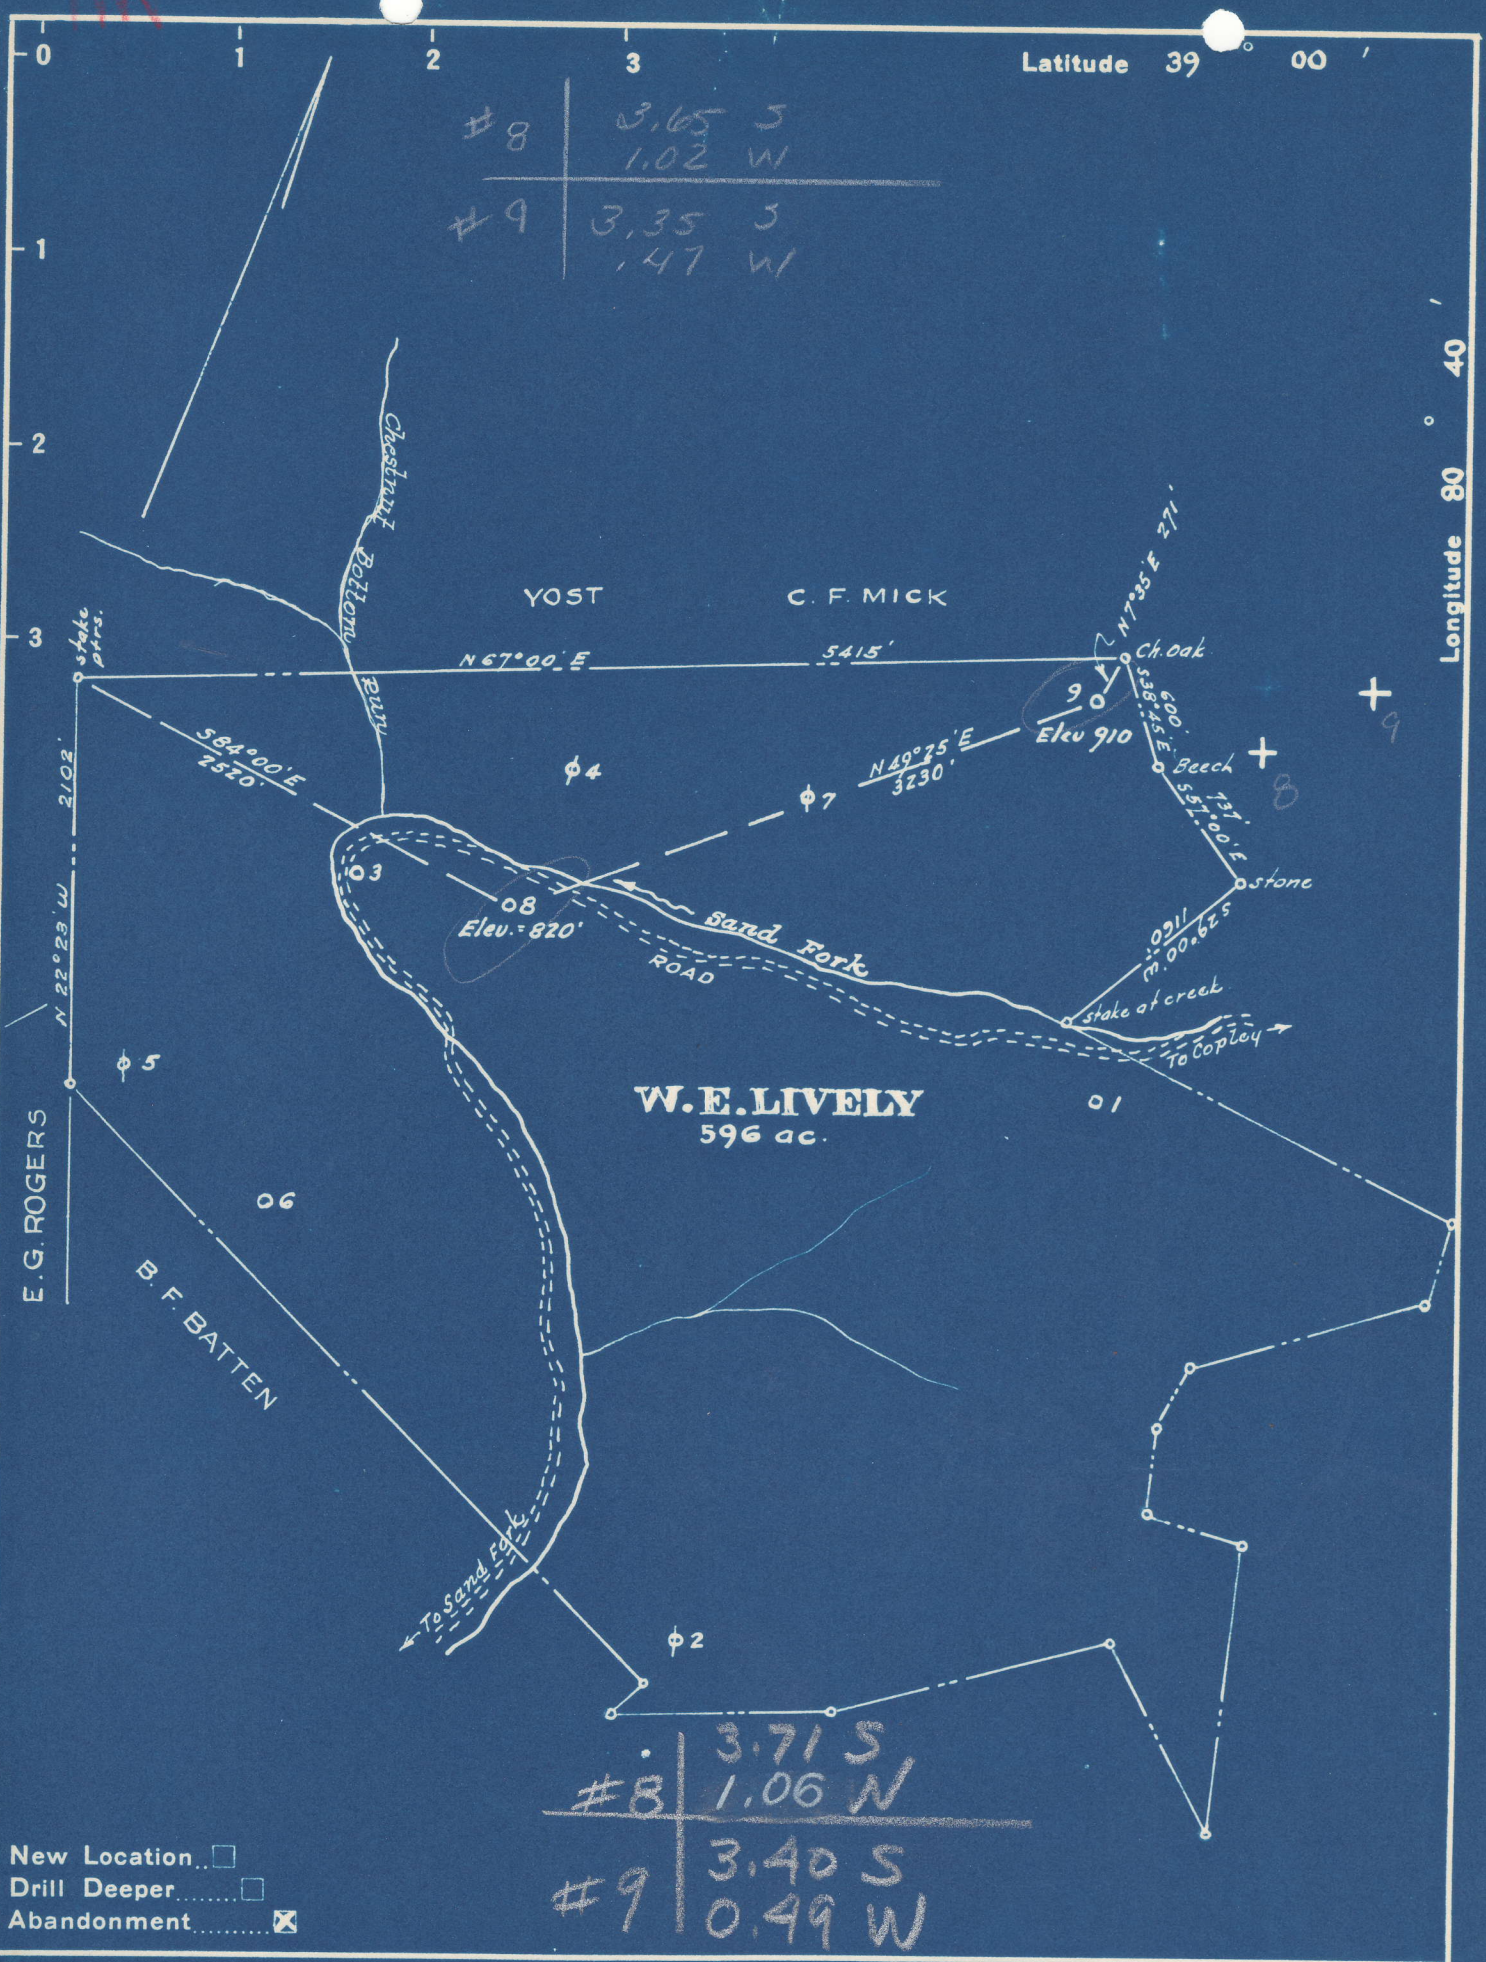 0 1 2 3 Latitude 39° 00'
#8 3.65 S
1.02 W
#9 3.35 S
.47 W
1
2
3
Longitude 80° 40'
Chestnut Bottom Run
stake
ptrs.
YOST C. F. MICK
N 67°00' E 5415'
N 7°35' E 271'
Ch. Oak
9
Elev 910
S 38°45' E
600'
Beech
S 57°00' E
737'
stone
S 29°00' W
1160'
stake at creek
To Copley
9
8
S 84°00' E
2520'
N 49°25' E
3230'
4
7
3
8
Elev. = 820'
Sand Fork
ROAD
N 22°23' W 2102'
5
W. E. LIVELY
596 ac.
1
6
E. G. ROGERS
B. F. BATTEN
To Sand Fork
2
#8 3.71 S
1.06 W
#9 3.40 S
0.49 W
New Location..
Drill Deeper.......
Abandonment.......... X